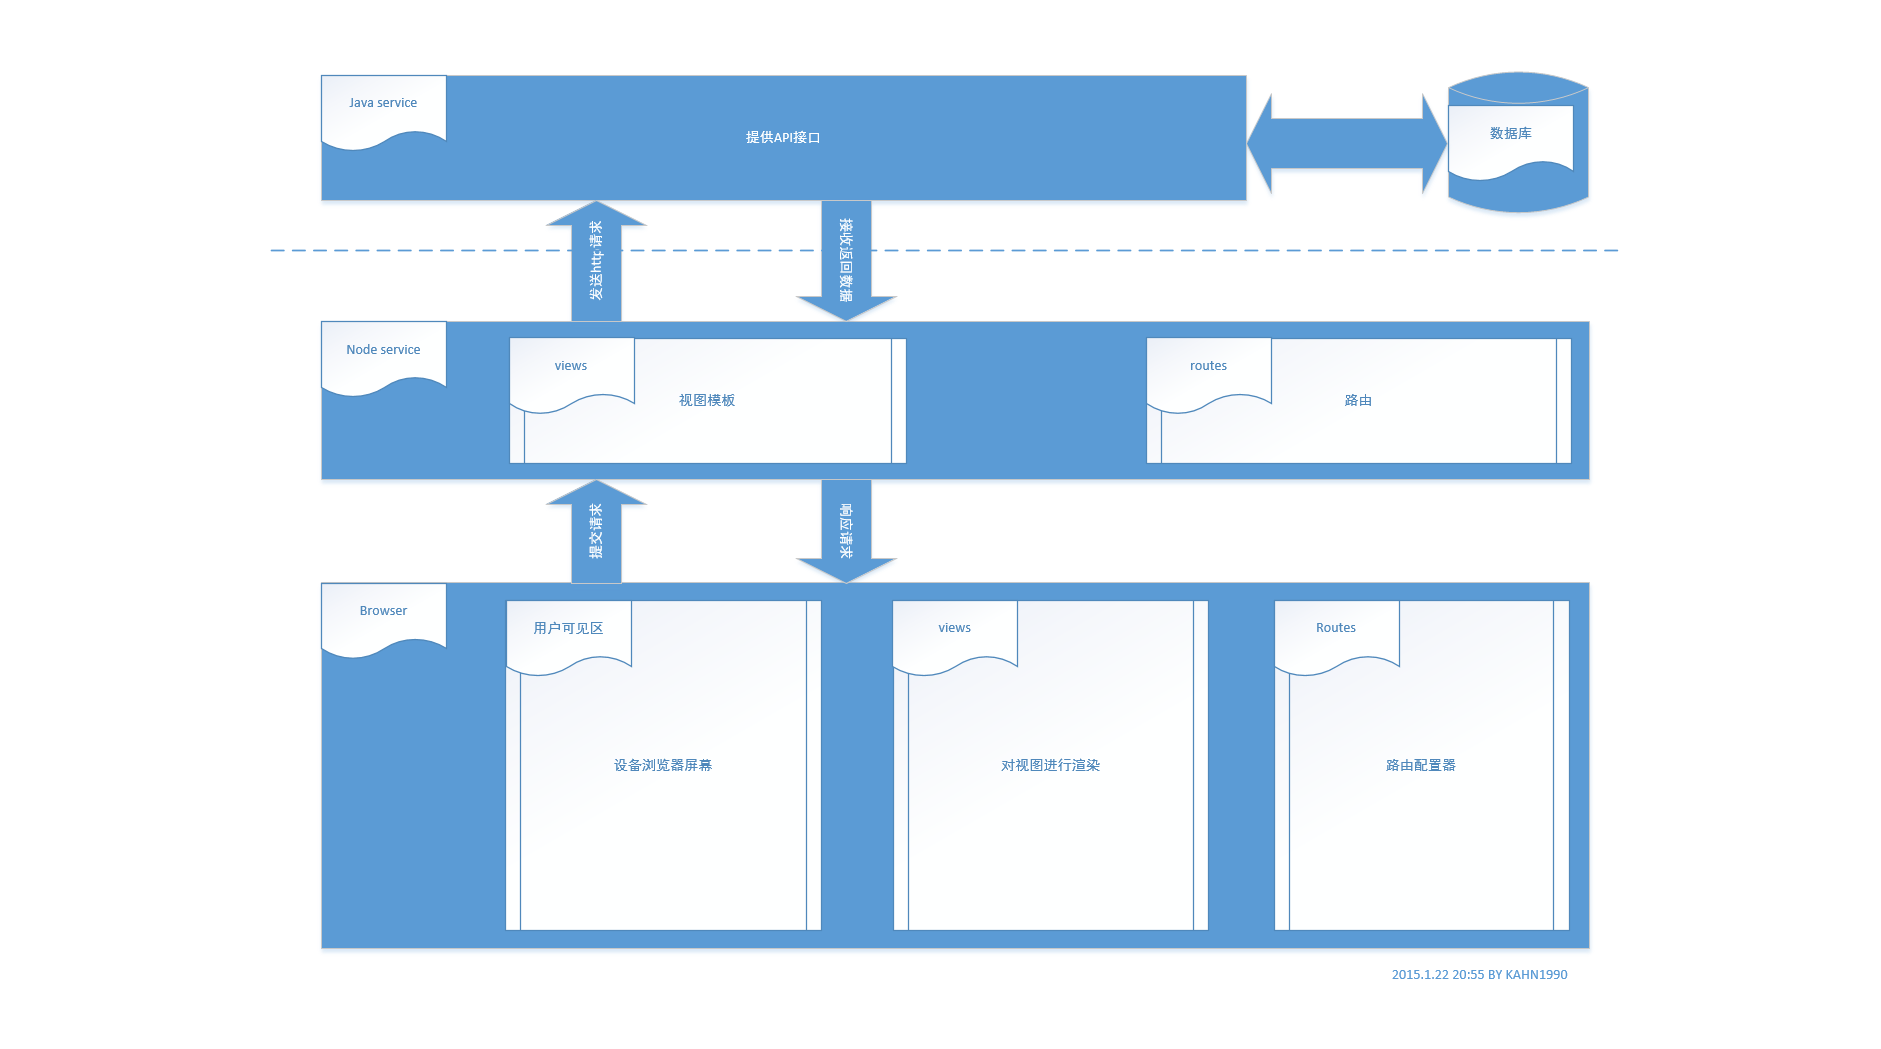 Java service
提供API接口
数据库
发送http请求
接收返回数据
Node service
views
视图模板
routes
路由
提交请求
响应请求
Browser
用户可见区
设备浏览器屏幕
views
对视图进行渲染
Routes
路由配置器
2015.1.22 20:55 BY KAHN1990